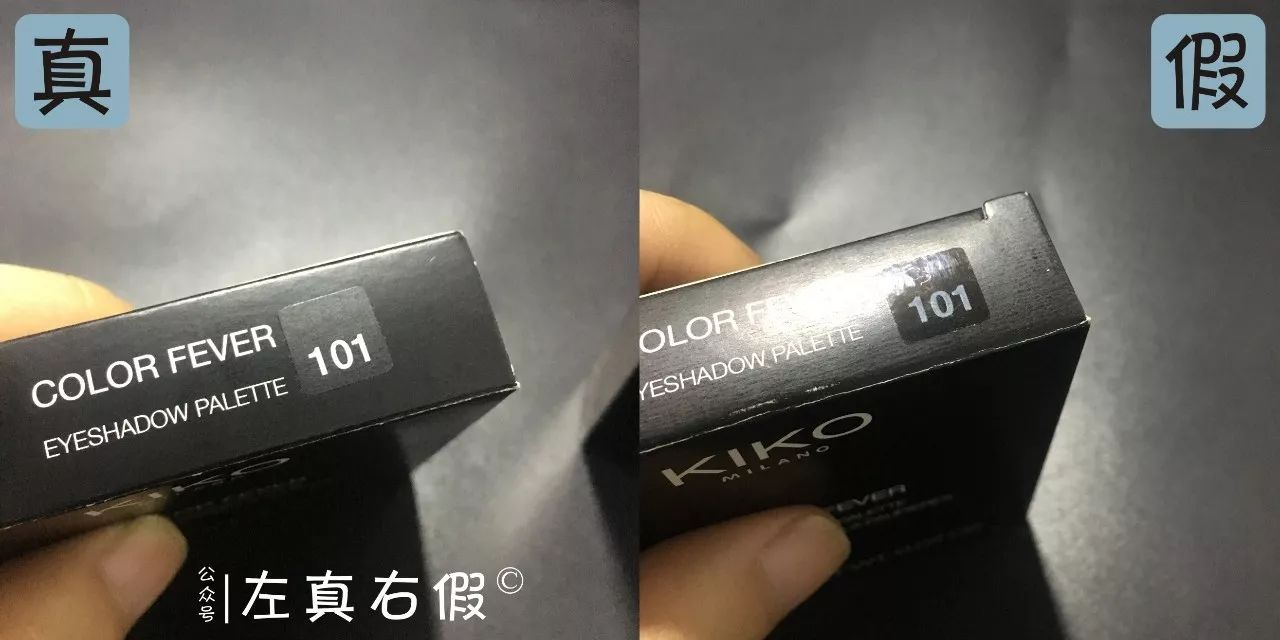 真
COLOR FEVER
101
EYESHADOW PALETTE
KIKO
公众号
左真右假©
假
OLOR F
101
YESHADOW PALETTE
KIKO
MILANO
FEVER